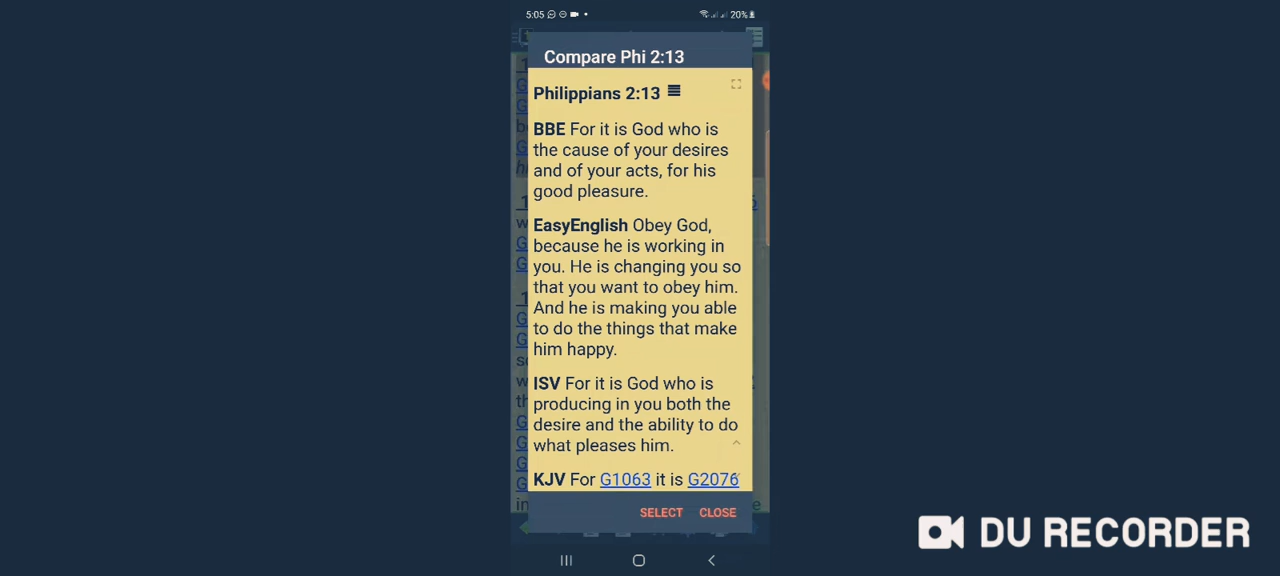 5:05
20%
Compare Phi 2:13
Philippians 2:13
BBE For it is God who is
the cause of your desires
and of your acts, for his
good pleasure.
EasyEnglish Obey God,
because he is working in
you. He is changing you so
that you want to obey him.
And he is making you able
to do the things that make
him happy.
ISV For it is God who is
producing in you both the
desire and the ability to do
what pleases him.
KJV For G1063 it is G2076
SELECT CLOSE
DU RECORDER